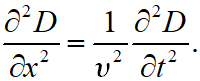 ∂²D/∂x² = 1/v² ∂²D/∂t².